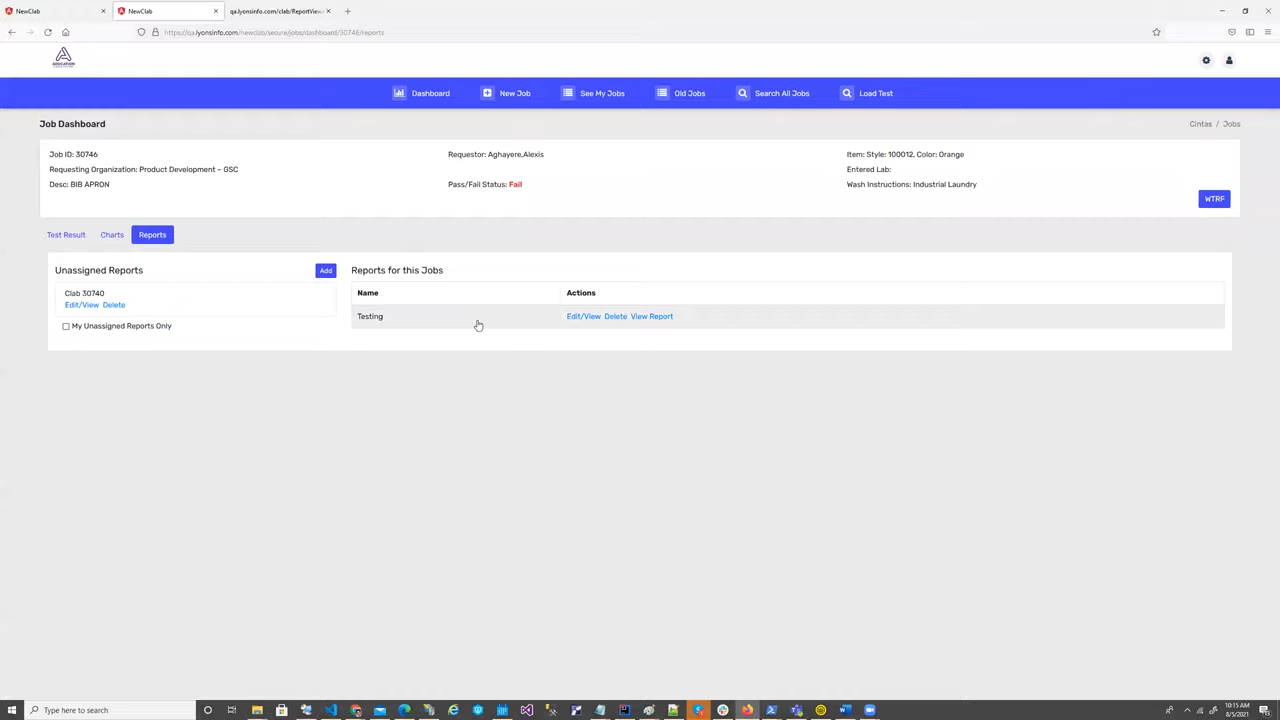 NewClab
NewClab
qa.lyonsinfo.com/clab/ReportView
https://qa.lyonsinfo.com/newclab/secure/jobs/dashboard/30746/reports
Dashboard New Job See My Jobs Old Jobs Search All Jobs Load Test
Job Dashboard
Cintas / Jobs
Job ID: 30746
Requestor: Aghayere,Alexis
Item: Style: 100012, Color: Orange
Requesting Organization: Product Development – GSC
Entered Lab:
Desc: BIB APRON
Pass/Fail Status: Fail
Wash Instructions: Industrial Laundry
WTRF
Test Result Charts Reports
Unassigned Reports
Add
Clab 30740
Edit/View Delete
My Unassigned Reports Only
Reports for this Jobs
Name Actions
Testing Edit/View Delete View Report
Type here to search
10:15 AM
8/5/2021